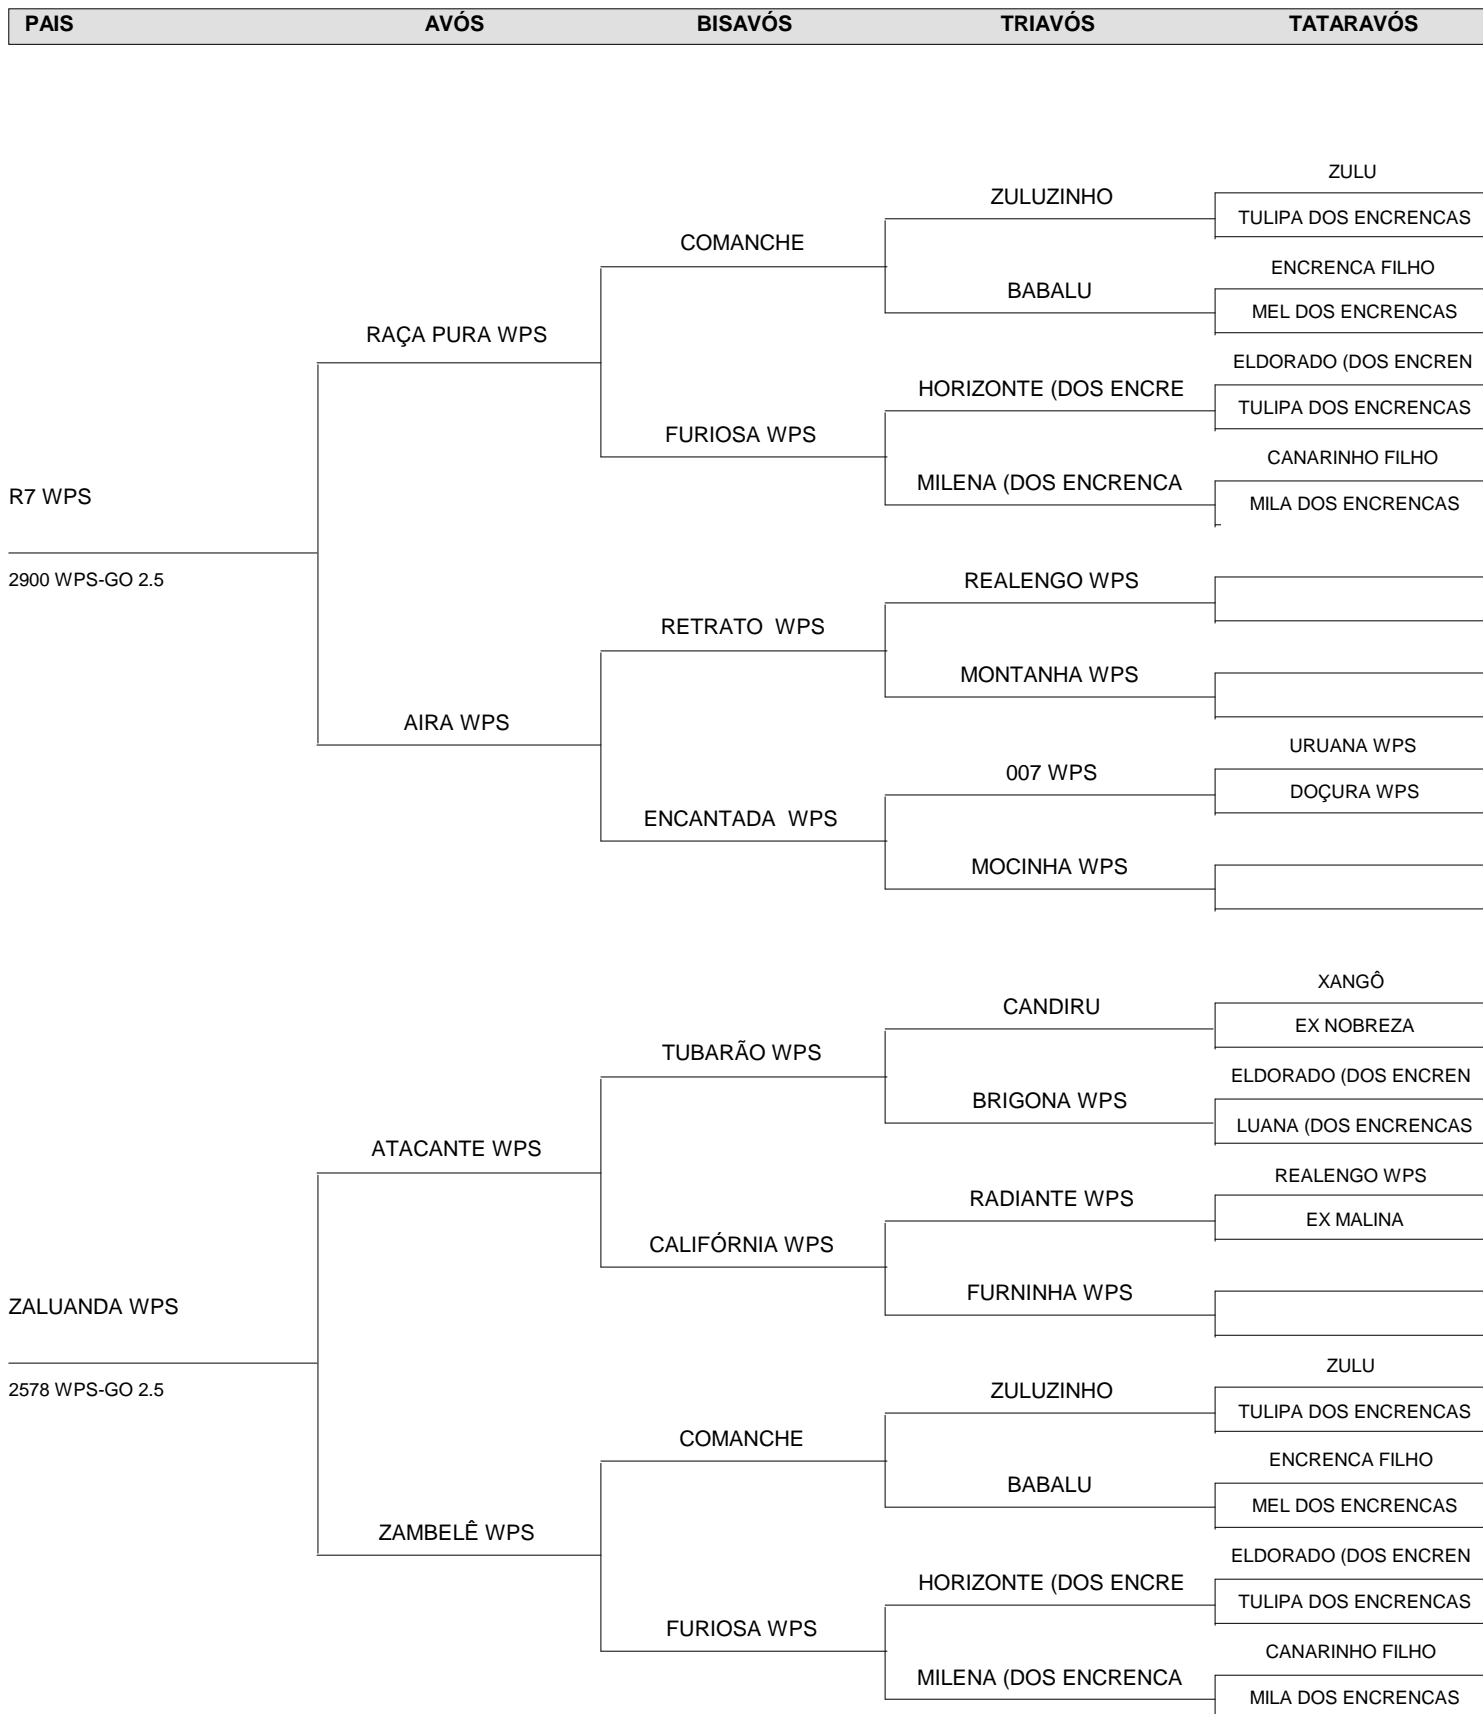 PAIS AVÓS BISAVÓS TRIAVÓS TATARAVÓS
ZULU
ZULUZINHO
TULIPA DOS ENCRENCAS
COMANCHE
ENCRENCA FILHO
BABALU
MEL DOS ENCRENCAS
RAÇA PURA WPS
ELDORADO (DOS ENCREN
HORIZONTE (DOS ENCRE
TULIPA DOS ENCRENCAS
FURIOSA WPS
CANARINHO FILHO
MILENA (DOS ENCRENCA
R7 WPS
MILA DOS ENCRENCAS
2900 WPS-GO 2.5
REALENGO WPS
RETRATO WPS
MONTANHA WPS
AIRA WPS
URUANA WPS
007 WPS
DOÇURA WPS
ENCANTADA WPS
MOCINHA WPS
XANGÔ
CANDIRU
EX NOBREZA
TUBARÃO WPS
ELDORADO (DOS ENCREN
BRIGONA WPS
LUANA (DOS ENCRENCAS
ATACANTE WPS
REALENGO WPS
RADIANTE WPS
EX MALINA
CALIFÓRNIA WPS
FURNINHA WPS
ZALUANDA WPS
ZULU
2578 WPS-GO 2.5
ZULUZINHO
TULIPA DOS ENCRENCAS
COMANCHE
ENCRENCA FILHO
BABALU
MEL DOS ENCRENCAS
ZAMBELÊ WPS
ELDORADO (DOS ENCREN
HORIZONTE (DOS ENCRE
TULIPA DOS ENCRENCAS
FURIOSA WPS
CANARINHO FILHO
MILENA (DOS ENCRENCA
MILA DOS ENCRENCAS